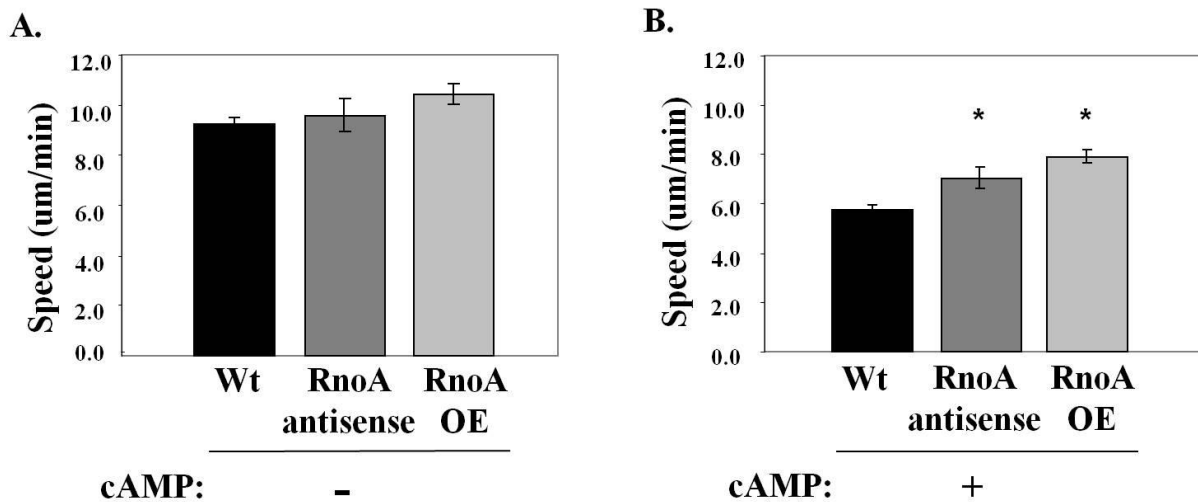 A.
Speed (um/min)
12.0
10.0
8.0
6.0
4.0
2.0
0.0
Wt
RnoA
antisense
RnoA
OE
cAMP:
-
B.
Speed (um/min)
12.0
10.0
8.0
6.0
4.0
2.0
0.0
*
*
Wt
RnoA
antisense
RnoA
OE
cAMP:
+